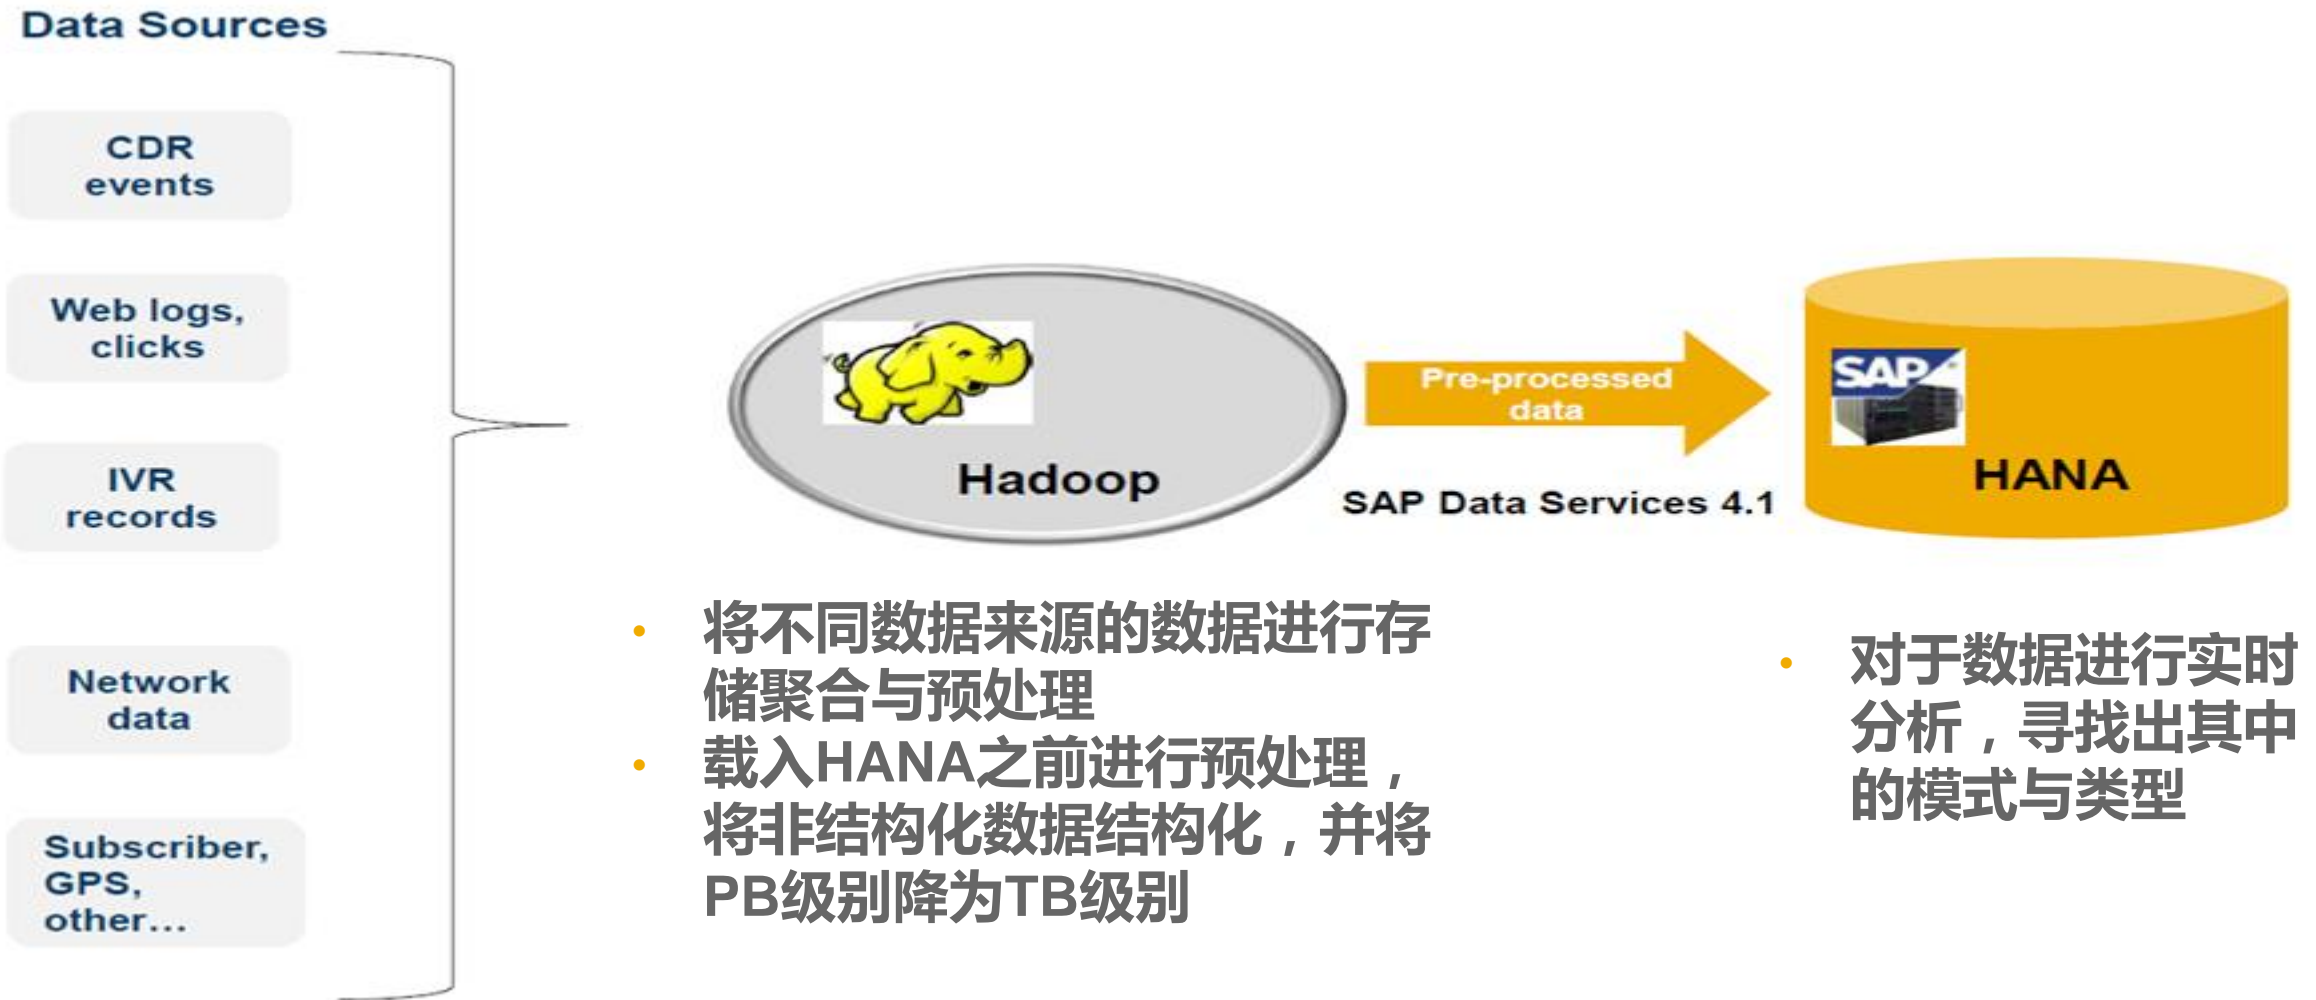 Data Sources
CDR
events
Web logs,
clicks
IVR
records
Network
data
Subscriber,
GPS,
other...
Hadoop
Pre-processed
data
SAP Data Services 4.1
SAP
HANA
• 将不同数据来源的数据进行存
储聚合与预处理
• 载入HANA之前进行预处理，
将非结构化数据结构化，并将
PB级别降为TB级别
• 对于数据进行实时
分析，寻找出其中
的模式与类型